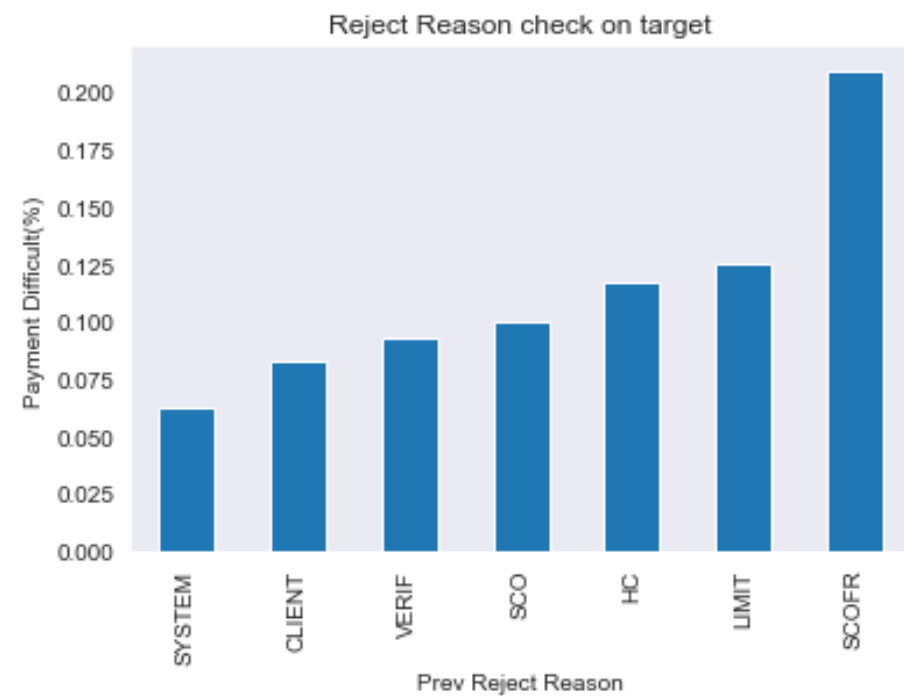 Reject Reason check on target
Payment Difficult(%)
0.200
0.175
0.150
0.125
0.100
0.075
0.050
0.025
0.000
SYSTEM
CLIENT
VERIF
SCO
HC
LIMIT
SCOFR
Prev Reject Reason